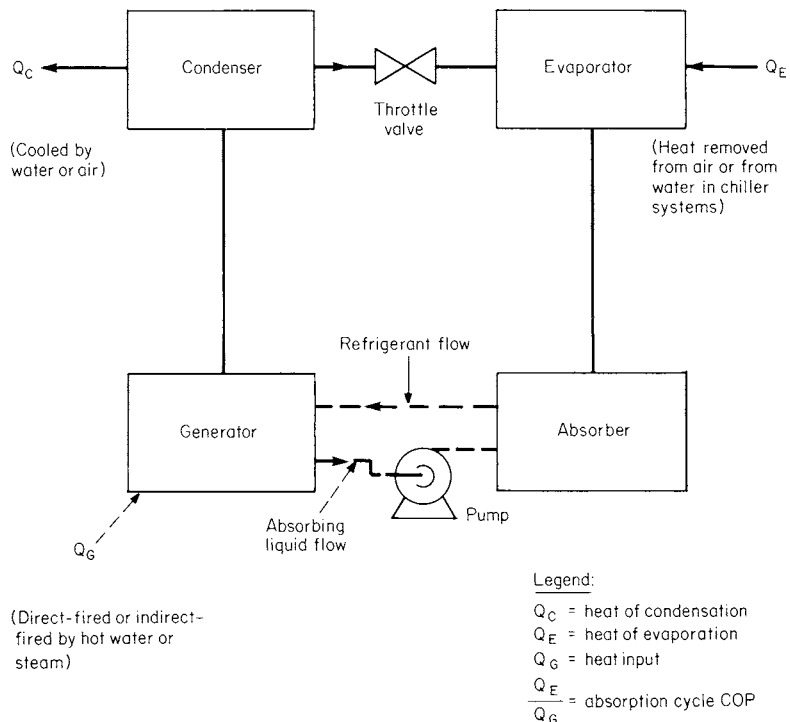 Q_C
Condenser
Throttle
valve
Evaporator
Q_E
(Cooled by
water or air)
(Heat removed
from air or from
water in chiller
systems)
Refrigerant flow
Generator
Absorber
Absorbing
liquid flow
Pump
Q_G
(Direct-fired or indirect-
fired by hot water or
steam)
Legend:
Q_C = heat of condensation
Q_E = heat of evaporation
Q_G = heat input
Q_E
Q_G = absorption cycle COP